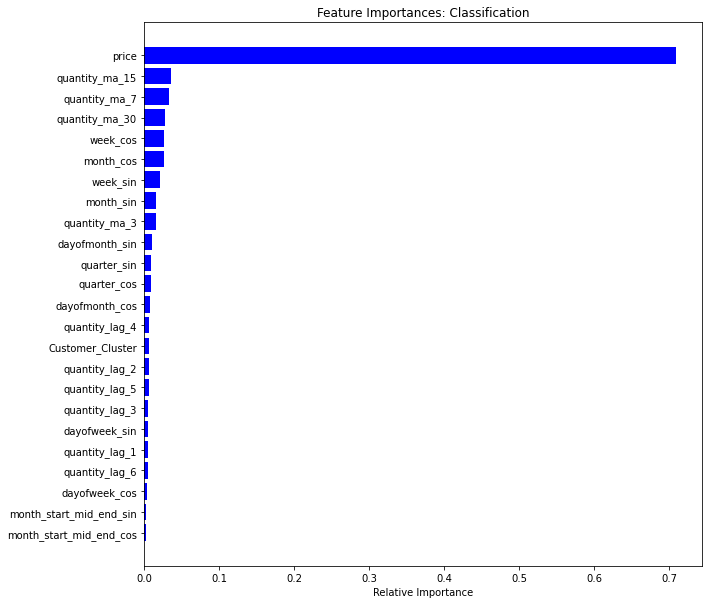 Feature Importances: Classification
price
quantity_ma_15
quantity_ma_7
quantity_ma_30
week_cos
month_cos
week_sin
month_sin
quantity_ma_3
dayofmonth_sin
quarter_sin
quarter_cos
dayofmonth_cos
quantity_lag_4
Customer_Cluster
quantity_lag_2
quantity_lag_5
quantity_lag_3
dayofweek_sin
quantity_lag_1
quantity_lag_6
dayofweek_cos
month_start_mid_end_sin
month_start_mid_end_cos
0.0 0.1 0.2 0.3 0.4 0.5 0.6 0.7
Relative Importance